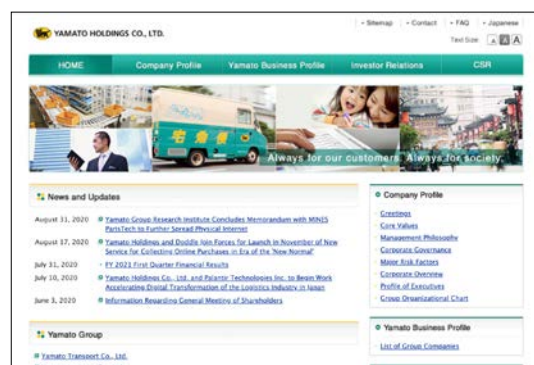 Sitemap Contact FAQ Japanese
YAMATO HOLDINGS CO., LTD.
Text Size A A A
HOME Company Profile Yamato Business Profile Investor Relations CSR
宅急便
Always for our customers. Always for society.
News and Updates
August 31, 2020 Yamato Group Research Institute Concludes Memorandum with MINES
ParisTech to Further Spread Physical Internet
August 17, 2020 Yamato Holdings and Doddle Join Forces for Launch in November of New
Service for Collecting Online Purchases in Era of the 'New Normal'
July 31, 2020 FY 2021 First Quarter Financial Results
July 10, 2020 Yamato Holdings Co., Ltd. and Palantir Technologies Inc. to Begin Work
Accelerating Digital Transformation of the Logistics Industry in Japan
June 3, 2020 Information Regarding General Meeting of Shareholders
Yamato Group
Yamato Transport Co., Ltd.
Company Profile
Greetings
Core Values
Management Philosophy
Corporate Governance
Major Risk Factors
Corporate Overview
Profile of Executives
Group Organizational Chart
Yamato Business Profile
List of Group Companies